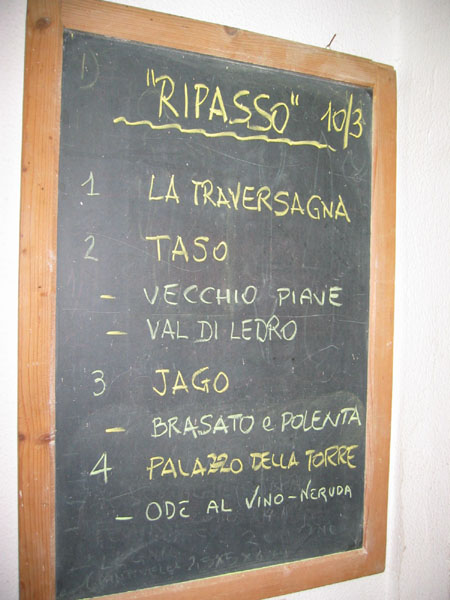 "RIPASSO" 10/3
1 LA TRAVERSAGNA
2 TASO
- VECCHIO PIAVE
- VAL DI LEDRO
3 JAGO
- BRASATO e POLENTA
4 PALAZZO DELLA TORRE
- ODE AL VINO-NERUDA